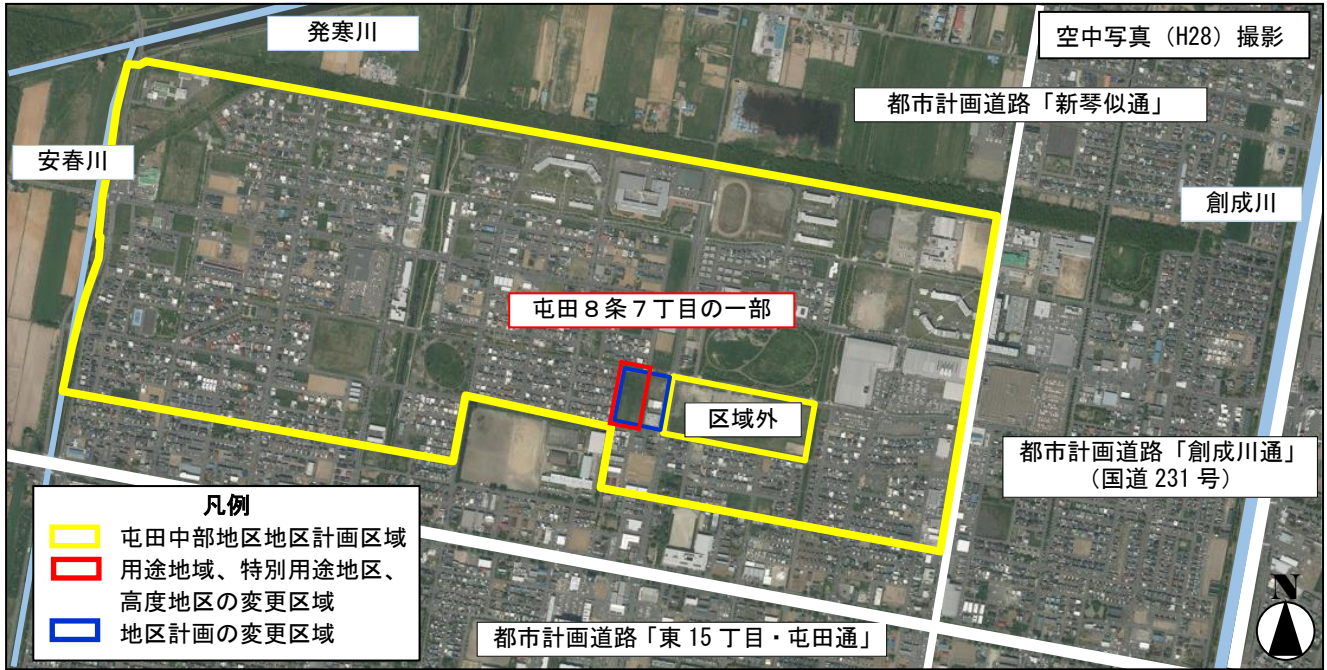 発寒川
空中写真（H28）撮影
都市計画道路「新琴似通」
安春川
創成川
屯田８条７丁目の一部
区域外
都市計画道路「創成川通」
（国道 231 号）
凡例
屯田中部地区地区計画区域
用途地域、特別用途地区、
高度地区の変更区域
地区計画の変更区域
都市計画道路「東 15 丁目・屯田通」
N